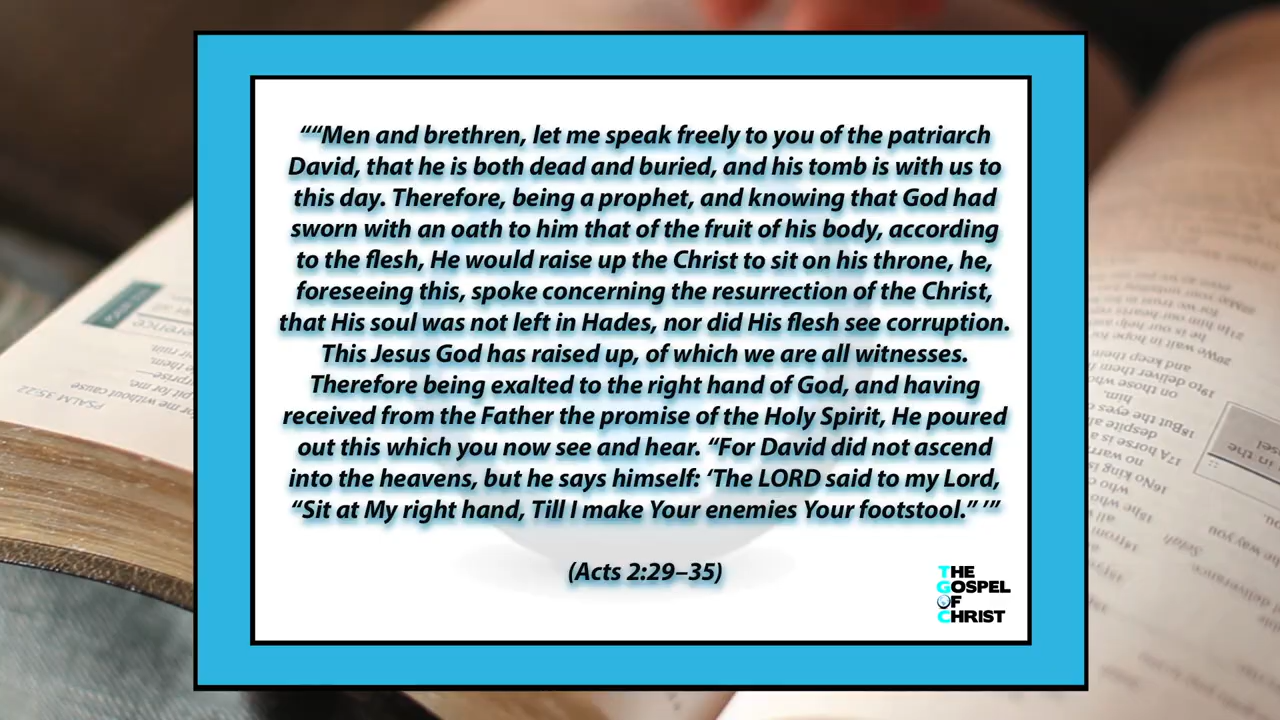 ““Men and brethren, let me speak freely to you of the patriarch
David, that he is both dead and buried, and his tomb is with us to
this day. Therefore, being a prophet, and knowing that God had
sworn with an oath to him that of the fruit of his body, according
to the flesh, He would raise up the Christ to sit on his throne, he,
foreseeing this, spoke concerning the resurrection of the Christ,
that His soul was not left in Hades, nor did His flesh see corruption.
This Jesus God has raised up, of which we are all witnesses.
Therefore being exalted to the right hand of God, and having
received from the Father the promise of the Holy Spirit, He poured
out this which you now see and hear. “For David did not ascend
into the heavens, but he says himself: ‘The LORD said to my Lord,
“Sit at My right hand, Till I make Your enemies Your footstool.” ’”
(Acts 2:29–35)
THE
GOSPEL
OF
CHRIST
PSALM 35:22